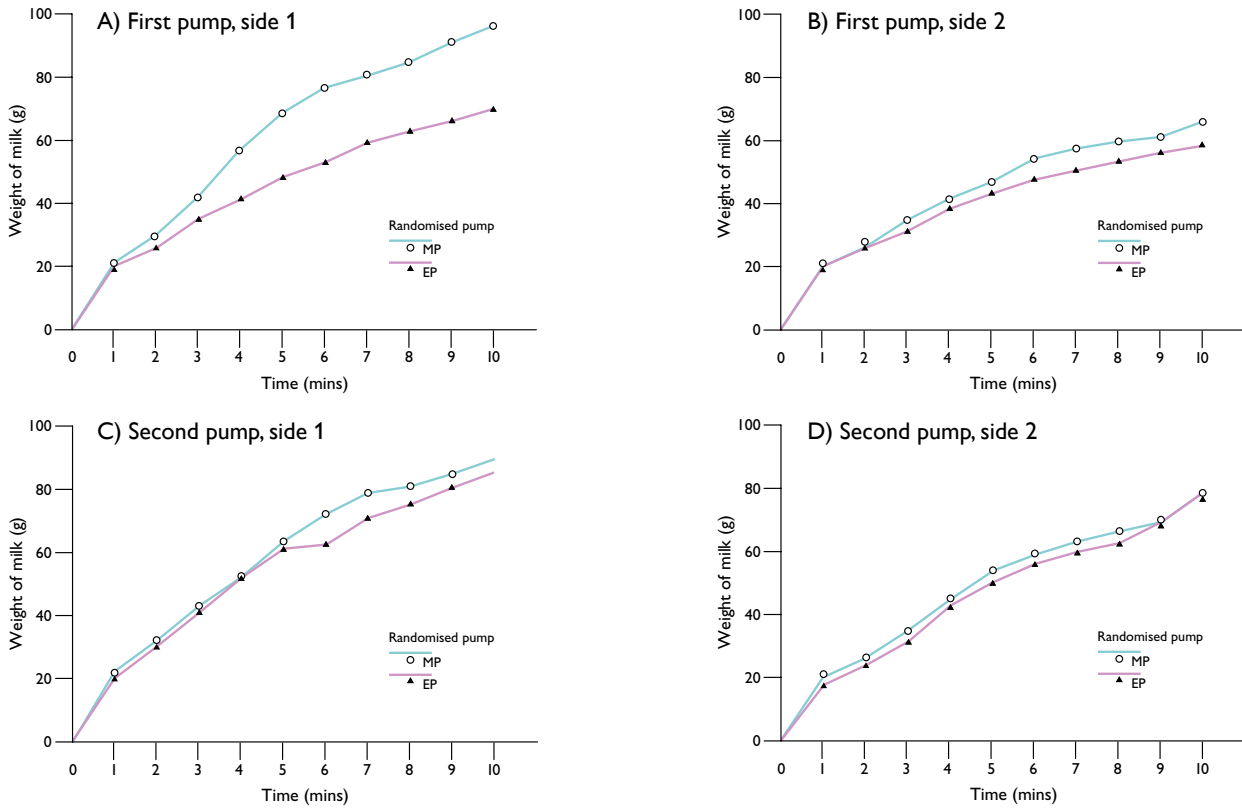 A) First pump, side 1
100
80
60
40
20
0
Weight of milk (g)
Randomised pump
MP
EP
0 1 2 3 4 5 6 7 8 9 10
Time (mins)
B) First pump, side 2
100
80
60
40
20
0
Weight of milk (g)
Randomised pump
MP
EP
0 1 2 3 4 5 6 7 8 9 10
Time (mins)
C) Second pump, side 1
100
80
60
40
20
0
Weight of milk (g)
Randomised pump
MP
EP
0 1 2 3 4 5 6 7 8 9 10
Time (mins)
D) Second pump, side 2
100
80
60
40
20
0
Weight of milk (g)
Randomised pump
MP
EP
0 1 2 3 4 5 6 7 8 9 10
Time (mins)